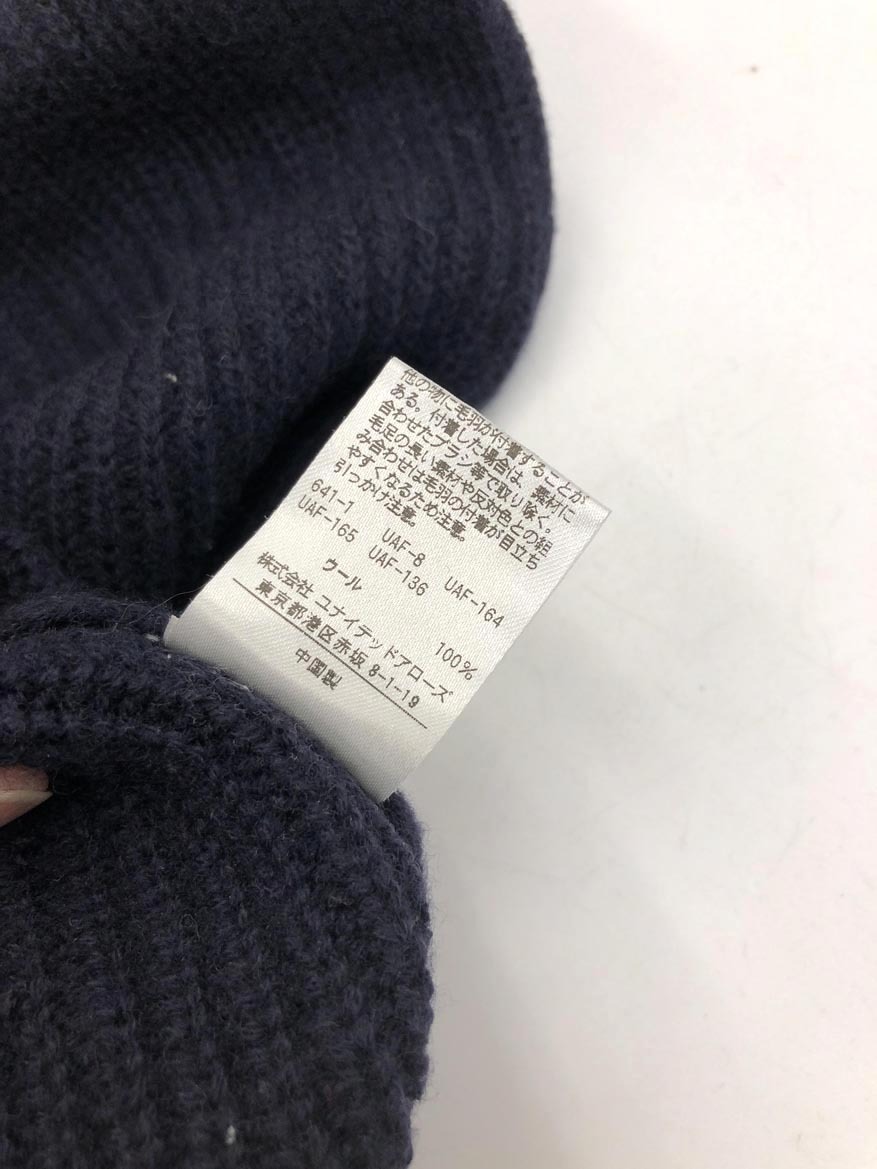 他の物に毛羽が付着することが
ある。付着した場合は、素材に
合わせたブラシ等で取り除く。
毛足の長い素材や反対色との組
み合わせは毛羽の付着が目立ち
やすくなるため注意。
引っかけ注意。
641-1 UAF-8 UAF-164
UAF-165 UAF-136
ウール 100%
株式会社 ユナイテッドアローズ
東京都港区赤坂 8-1-19
中国製